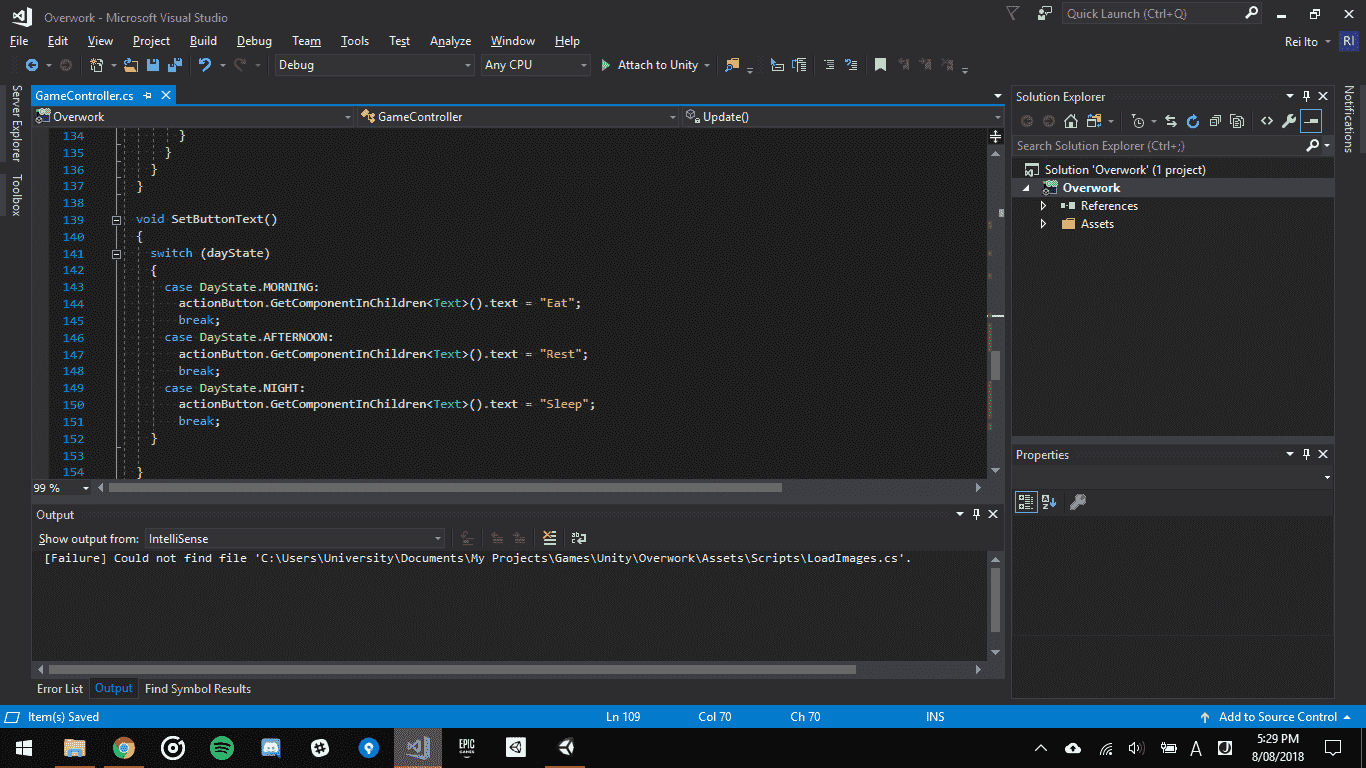 Overwork - Microsoft Visual Studio
Quick Launch (Ctrl+Q)
File Edit View Project Build Debug Team Tools Test Analyze Window Help
Rei Ito RI
Debug Any CPU Attach to Unity
Server Explorer
Toolbox
GameController.cs
Overwork GameController Update()
134 }
135 }
136 }
137 }
138
139 void SetButtonText()
140 {
141 switch (dayState)
142 {
143 case DayState.MORNING:
144 actionButton.GetComponentInChildren<Text>().text = "Eat";
145 break;
146 case DayState.AFTERNOON:
147 actionButton.GetComponentInChildren<Text>().text = "Rest";
148 break;
149 case DayState.NIGHT:
150 actionButton.GetComponentInChildren<Text>().text = "Sleep";
151 break;
152 }
153
154 }
99 %
Output
Show output from: IntelliSense
[Failure] Could not find file 'C:\Users\University\Documents\My Projects\Games\Unity\Overwork\Assets\Scripts\LoadImages.cs'.
Error List Output Find Symbol Results
Solution Explorer
Search Solution Explorer (Ctrl+;)
Solution 'Overwork' (1 project)
Overwork
References
Assets
Properties
Notifications
Item(s) Saved Ln 109 Col 70 Ch 70 INS Add to Source Control
EPIC
GAMES
A J
5:29 PM
8/08/2018